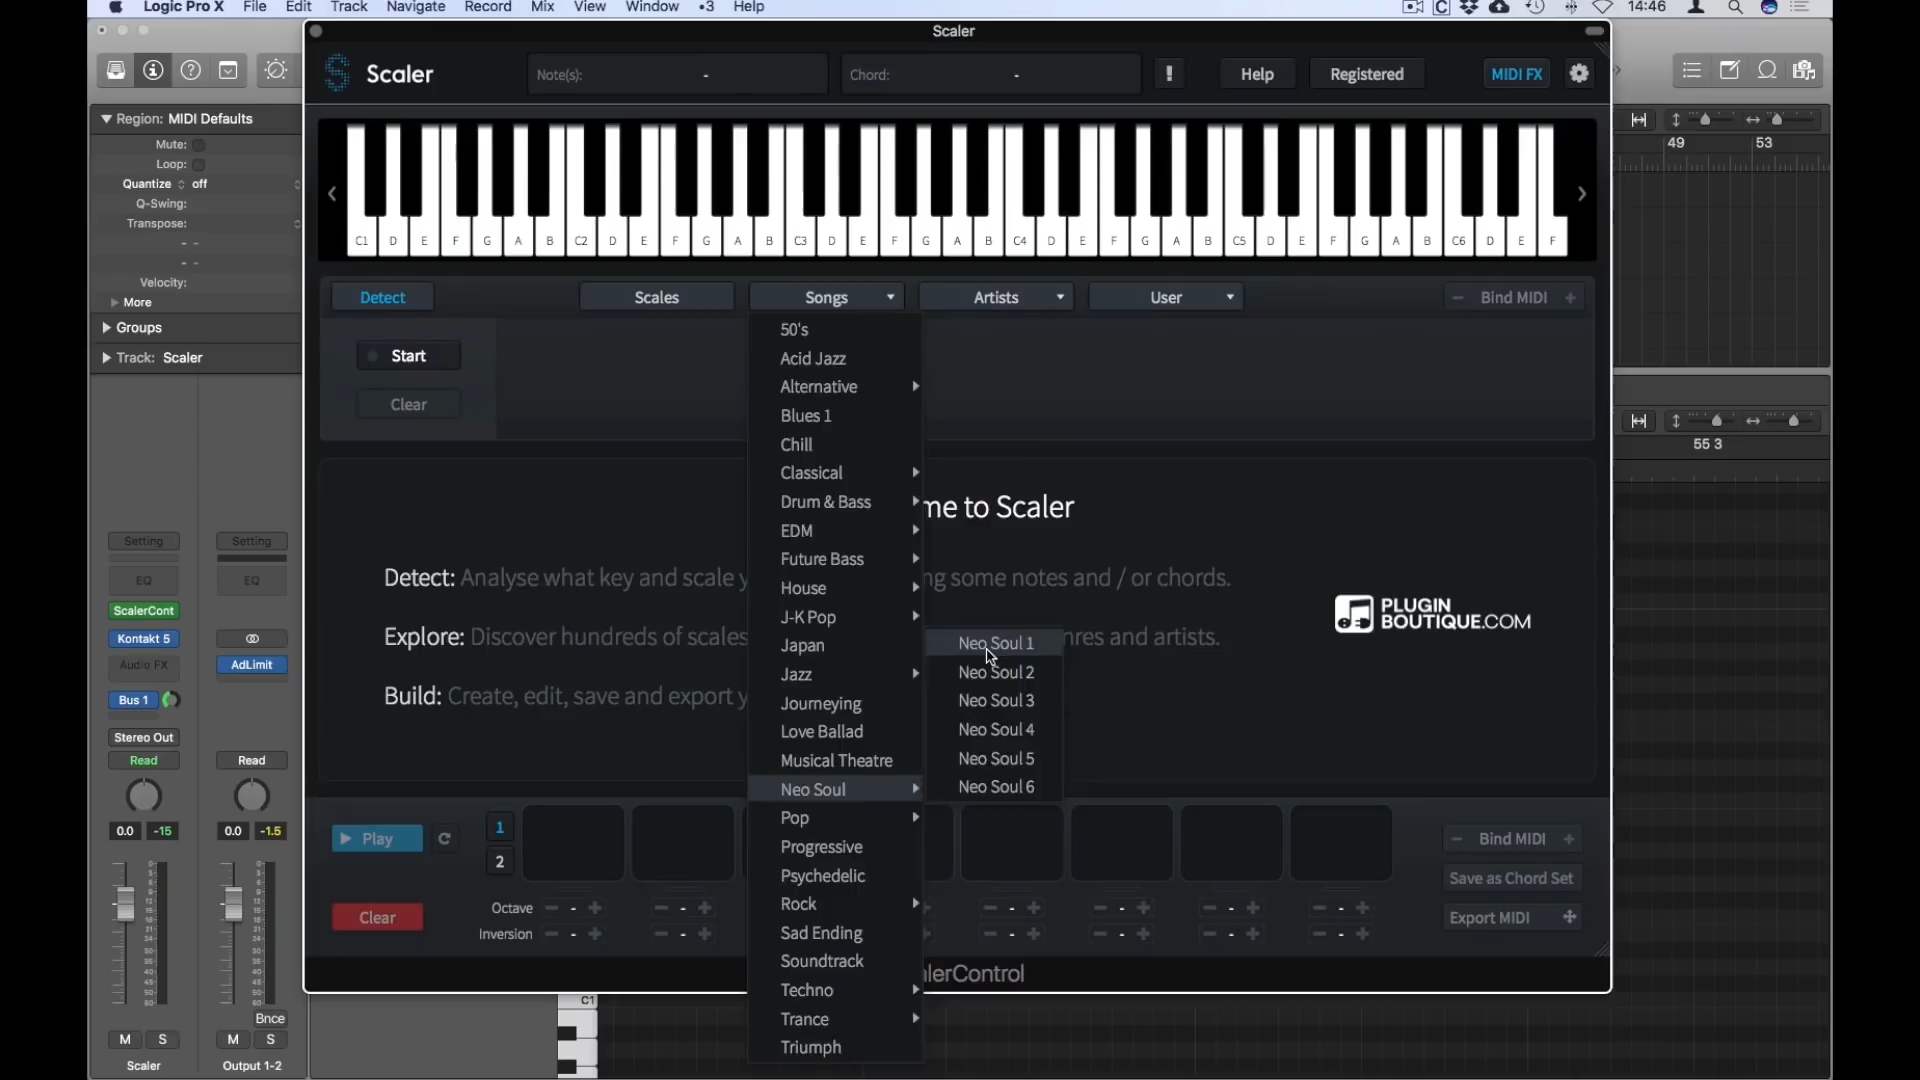 Logic Pro X File Edit Track Navigate Record Mix View Window •3 Help 14:46
Scaler
Scaler
Note(s): -
Chord: -
!
Help
Registered
MIDI FX
Region: MIDI Defaults
Mute:
Loop:
Quantize off
Q-Swing:
Transpose:
- -
- -
Velocity:
More
Groups
Track: Scaler
49 53
C1 D E F G A B C2 D E F G A B C3 D E F G A B C4 D E F G A B C5 D E F G A B C6 D E F
Detect
Scales
Songs
Artists
User
− Bind MIDI +
Start
Clear
50's
Acid Jazz
Alternative
Blues 1
Chill
Classical
Drum & Bass
EDM
Future Bass
House
J-K Pop
Japan
Jazz
Journeying
Love Ballad
Musical Theatre
Neo Soul
Pop
Progressive
Psychedelic
Rock
Sad Ending
Soundtrack
Techno
Trance
Triumph
Neo Soul 1
Neo Soul 2
Neo Soul 3
Neo Soul 4
Neo Soul 5
Neo Soul 6
55 3
me to Scaler
Detect: Analyse what key and scale y
ng some notes and / or chords.
Explore: Discover hundreds of scales
nres and artists.
Build: Create, edit, save and export y
PLUGIN
BOUTIQUE.COM
Setting Setting
EQ EQ
ScalerCont
Kontakt 5
Audio FX AdLimit
Bus 1
Stereo Out
Read Read
0.0 -15 0.0 -1.5
Play
1
2
Clear
Octave
Inversion
− Bind MIDI +
Save as Chord Set
Export MIDI
lerControl
C1
Bnce
M S M S
Scaler Output 1-2